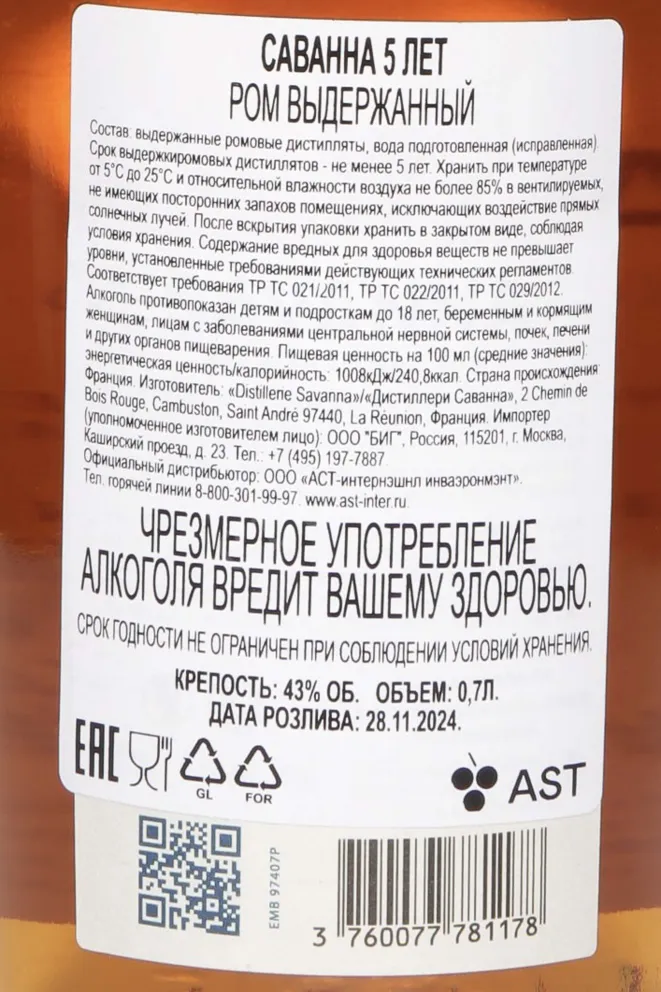 САВАННА 5 ЛЕТ
РОМ ВЫДЕРЖАННЫЙ
Состав: выдержанные ромовые дистилляты, вода подготовленная (исправленная).
Срок выдержкиромовых дистиллятов - не менее 5 лет. Хранить при температуре
от 5°С до 25°С и относительной влажности воздуха не более 85% в вентилируемых,
не имеющих посторонних запахов помещениях, исключающих воздействие прямых
солнечных лучей. После вскрытия упаковки хранить в закрытом виде, соблюдая
условия хранения. Содержание вредных для здоровья веществ не превышает
уровни, установленные требованиями действующих технических регламентов.
Соответствует требования ТР ТС 021/2011, ТР ТС 022/2011, ТР ТС 029/2012.
Алкоголь противопоказан детям и подросткам до 18 лет, беременным и кормящим
женщинам, лицам с заболеваниями центральной нервной системы, почек, печени
и других органов пищеварения. Пищевая ценность на 100 мл (средние значения):
энергетическая ценность/калорийность: 1008кДж/240,8ккал. Страна происхождения:
Франция. Изготовитель: «Distillene Savanna»/«Дистиллери Саванна», 2 Chemin de
Bois Rouge, Cambuston, Saint André 97440, La Réunion, Франция. Импортер
(уполномоченное изготовителем лицо): ООО "БИГ", Россия, 115201, г. Москва,
Каширский проезд, д. 23. Тел.: +7 (495) 197-7887.
Официальный дистрибьютор: ООО «АСТ-интернэшнл инваэронмэнт».
Тел. горячей линии 8-800-301-99-97. www.ast-inter.ru
ЧРЕЗМЕРНОЕ УПОТРЕБЛЕНИЕ
АЛКОГОЛЯ ВРЕДИТ ВАШЕМУ ЗДОРОВЬЮ.
СРОК ГОДНОСТИ НЕ ОГРАНИЧЕН ПРИ СОБЛЮДЕНИИ УСЛОВИЙ ХРАНЕНИЯ.
КРЕПОСТЬ: 43% ОБ. ОБЪЕМ: 0,7Л.
ДАТА РОЗЛИВА: 28.11.2024.
EAC
GL
FOR
AST
EMB 97407P
3 760077 781178